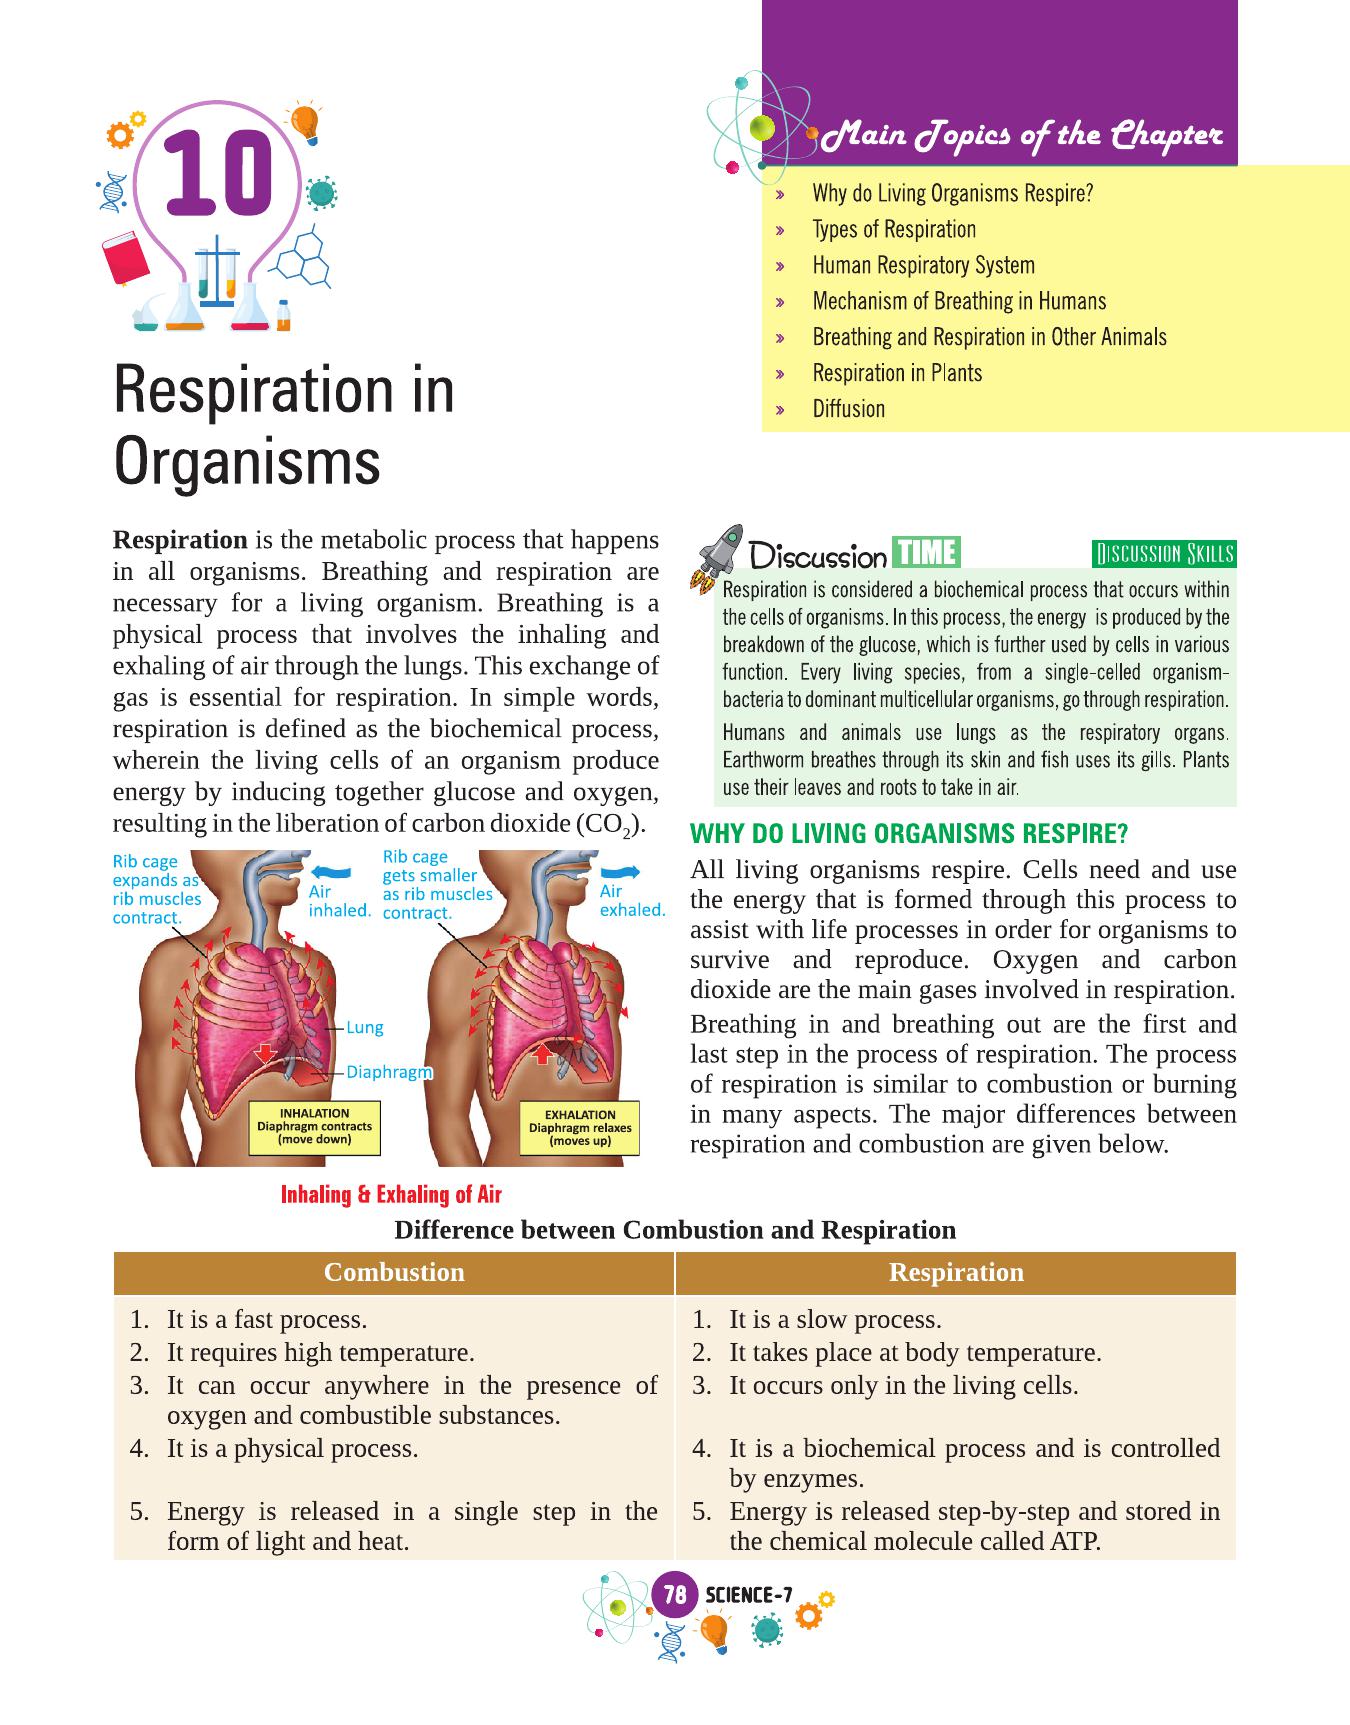 10
Respiration in
Organisms
Main Topics of the Chapter
» Why do Living Organisms Respire?
» Types of Respiration
» Human Respiratory System
» Mechanism of Breathing in Humans
» Breathing and Respiration in Other Animals
» Respiration in Plants
» Diffusion
Respiration is the metabolic process that happens
in all organisms. Breathing and respiration are
necessary for a living organism. Breathing is a
physical process that involves the inhaling and
exhaling of air through the lungs. This exchange of
gas is essential for respiration. In simple words,
respiration is defined as the biochemical process,
wherein the living cells of an organism produce
energy by inducing together glucose and oxygen,
resulting in the liberation of carbon dioxide (CO₂).
Rib cage
expands as
rib muscles
contract.
Air
inhaled.
Rib cage
gets smaller
as rib muscles
contract.
Air
exhaled.
Lung
Diaphragm
INHALATION
Diaphragm contracts
(move down)
EXHALATION
Diaphragm relaxes
(moves up)
Inhaling & Exhaling of Air
Discussion TIME
DISCUSSION SKILLS
Respiration is considered a biochemical process that occurs within
the cells of organisms. In this process, the energy is produced by the
breakdown of the glucose, which is further used by cells in various
function. Every living species, from a single-celled organism-
bacteria to dominant multicellular organisms, go through respiration.
Humans and animals use lungs as the respiratory organs.
Earthworm breathes through its skin and fish uses its gills. Plants
use their leaves and roots to take in air.
WHY DO LIVING ORGANISMS RESPIRE?
All living organisms respire. Cells need and use
the energy that is formed through this process to
assist with life processes in order for organisms to
survive and reproduce. Oxygen and carbon
dioxide are the main gases involved in respiration.
Breathing in and breathing out are the first and
last step in the process of respiration. The process
of respiration is similar to combustion or burning
in many aspects. The major differences between
respiration and combustion are given below.
Difference between Combustion and Respiration
Combustion
1. It is a fast process.
2. It requires high temperature.
3. It can occur anywhere in the presence of
oxygen and combustible substances.
4. It is a physical process.
5. Energy is released in a single step in the
form of light and heat.
Respiration
1. It is a slow process.
2. It takes place at body temperature.
3. It occurs only in the living cells.
4. It is a biochemical process and is controlled
by enzymes.
5. Energy is released step-by-step and stored in
the chemical molecule called ATP.
78 SCIENCE-7